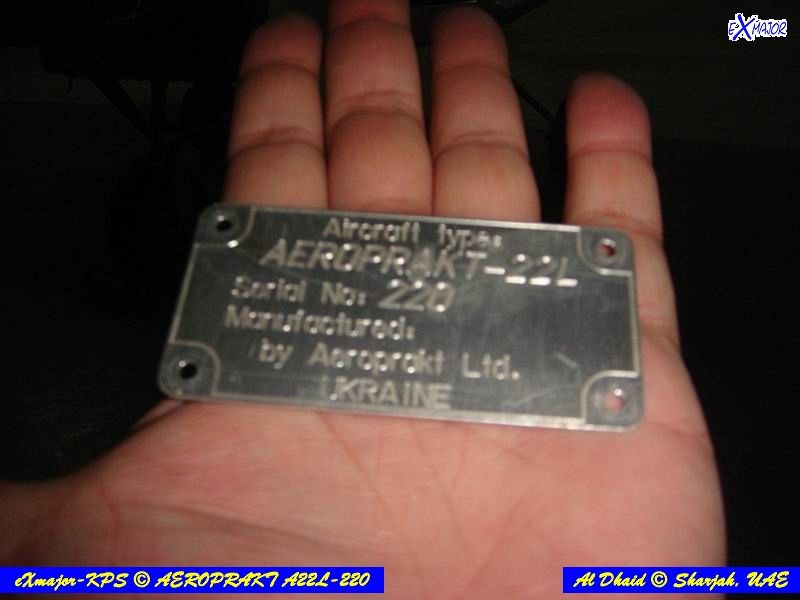 eXMAJOR
Aircraft type:
AEROPRAKT-22L
Serial No: 220
Manufactured:
by Aeroprakt Ltd.
UKRAINE
eXmajor-KPS © AEROPRAKT A22L-220
Al Dhaid © Sharjah, UAE